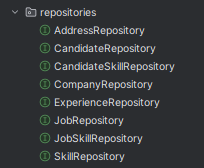 repositories
AddressRepository
CandidateRepository
CandidateSkillRepository
CompanyRepository
ExperienceRepository
JobRepository
JobSkillRepository
SkillRepository